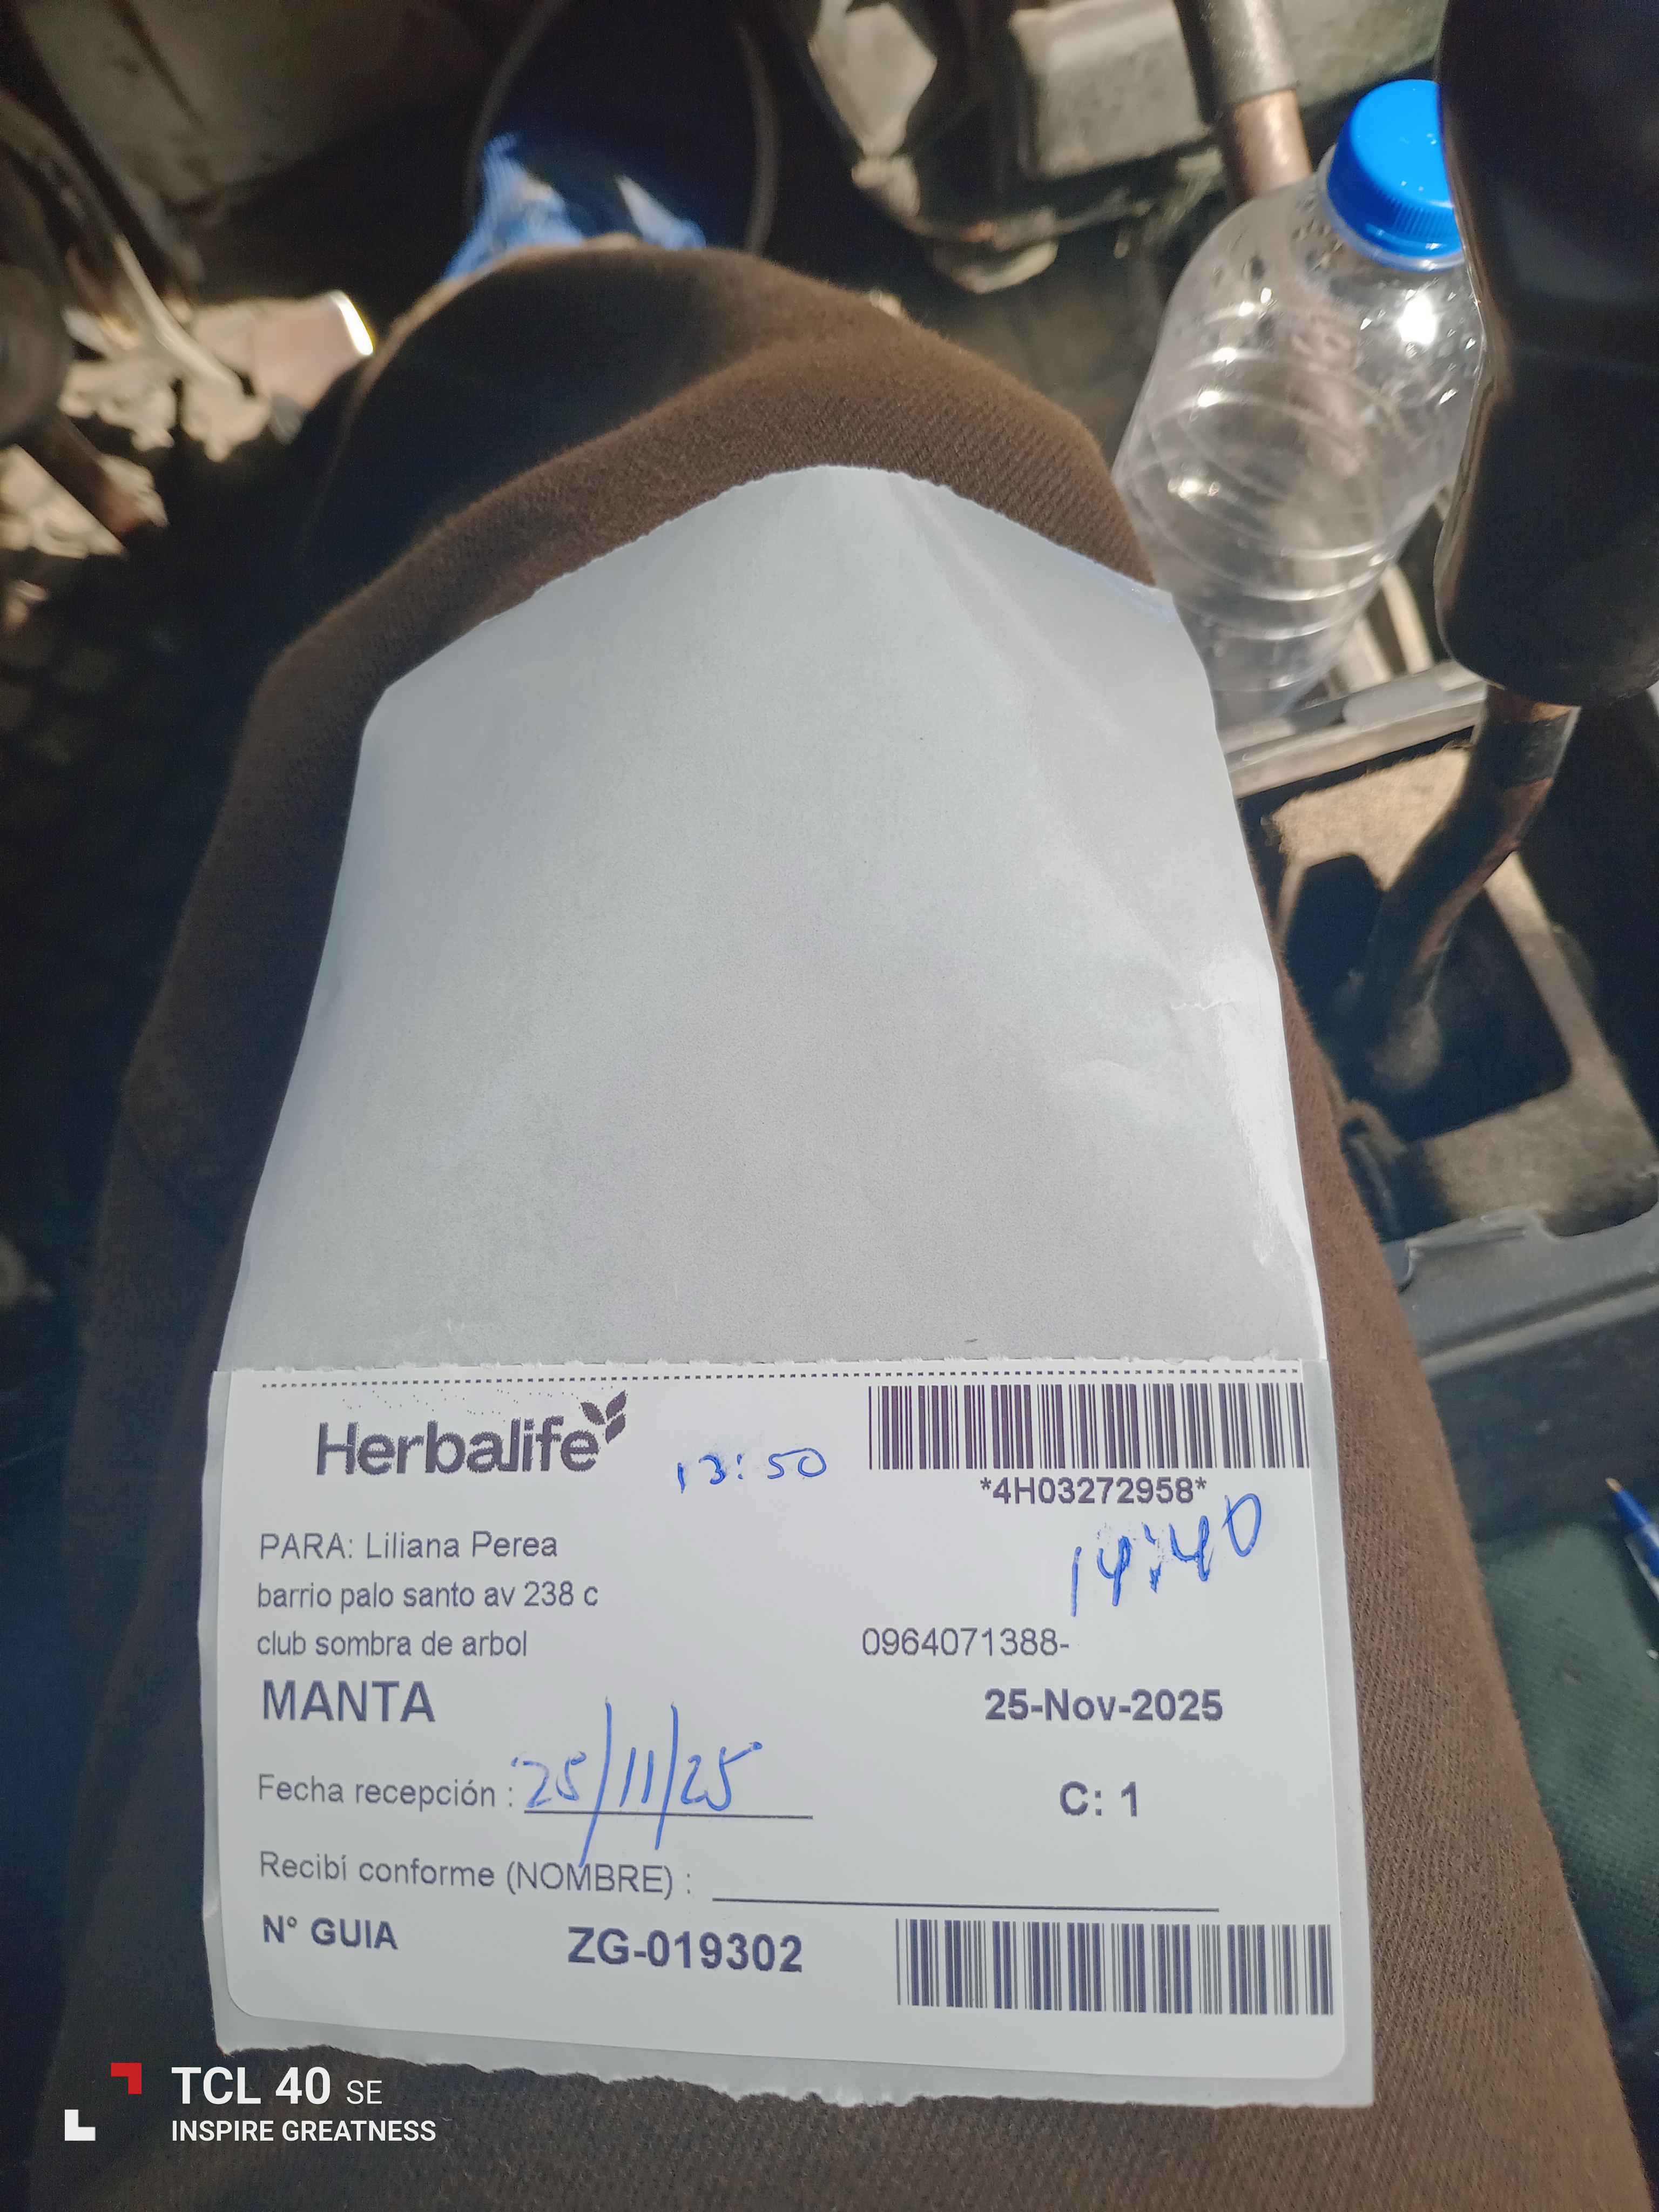 Herbalife
13:50
*4H03272958*
14:40
PARA: Liliana Perea
barrio palo santo av 238 c
club sombra de arbol
0964071388-
MANTA
25-Nov-2025
Fecha recepción : 25/11/25
C: 1
Recibí conforme (NOMBRE) :
N° GUIA ZG-019302
TCL 40 SE
INSPIRE GREATNESS